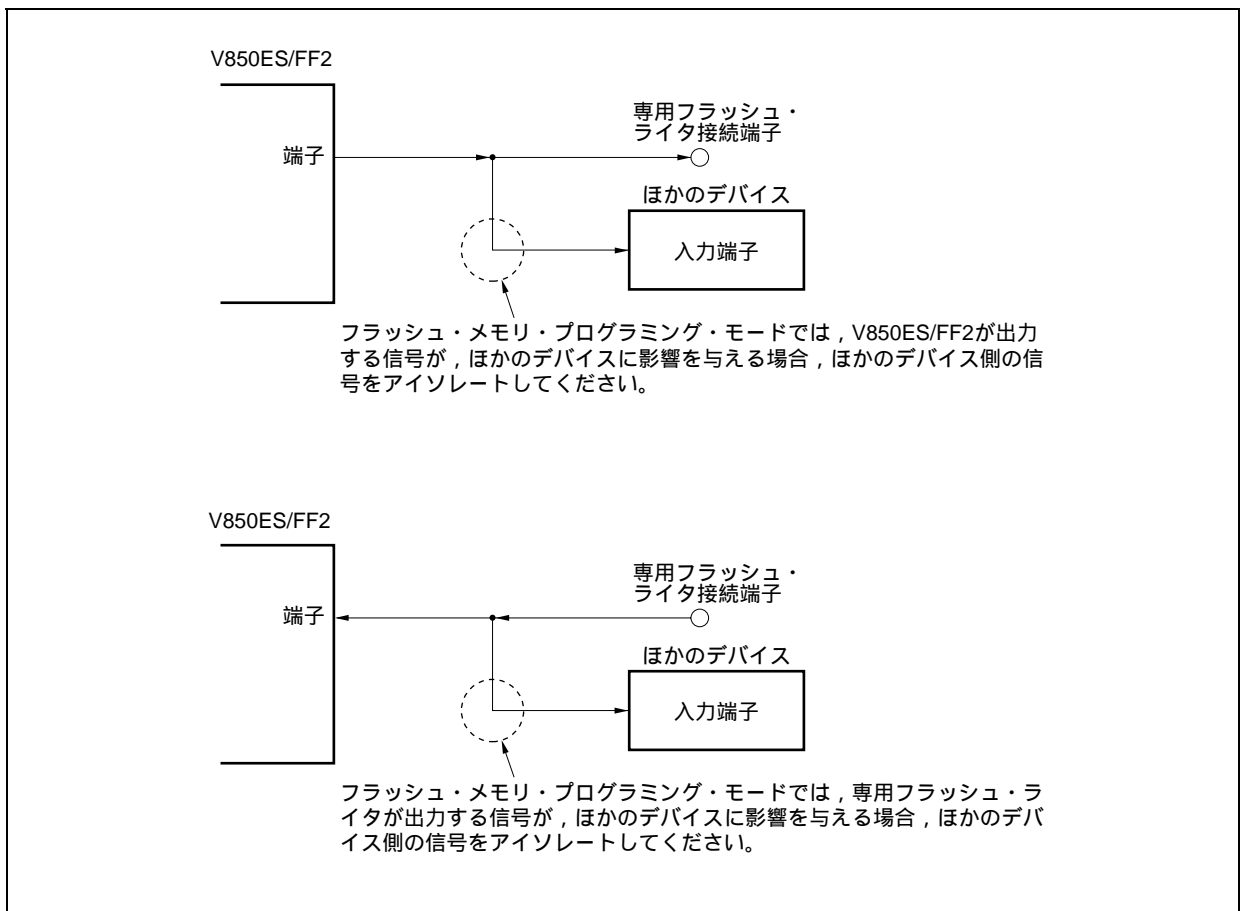 V850ES/FF2
専用フラッシュ・
ライタ接続端子
端子
ほかのデバイス
入力端子
フラッシュ・メモリ・プログラミング・モードでは，V850ES/FF2が出力
する信号が，ほかのデバイスに影響を与える場合，ほかのデバイス側の信
号をアイソレートしてください。
V850ES/FF2
専用フラッシュ・
ライタ接続端子
端子
ほかのデバイス
入力端子
フラッシュ・メモリ・プログラミング・モードでは，専用フラッシュ・ラ
イタが出力する信号が，ほかのデバイスに影響を与える場合，ほかのデバ
イス側の信号をアイソレートしてください。